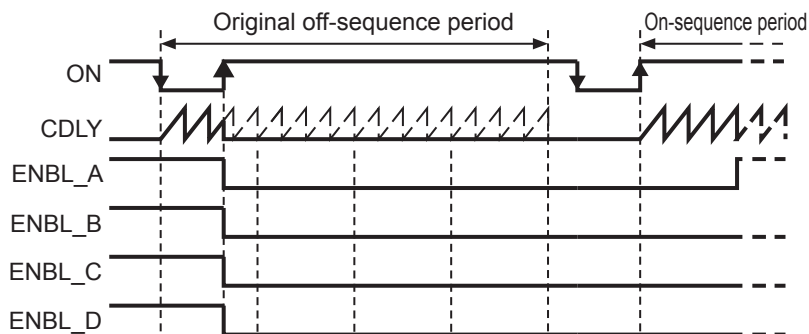 Original off-sequence period
On-sequence period
ON
CDLY
ENBL_A
ENBL_B
ENBL_C
ENBL_D